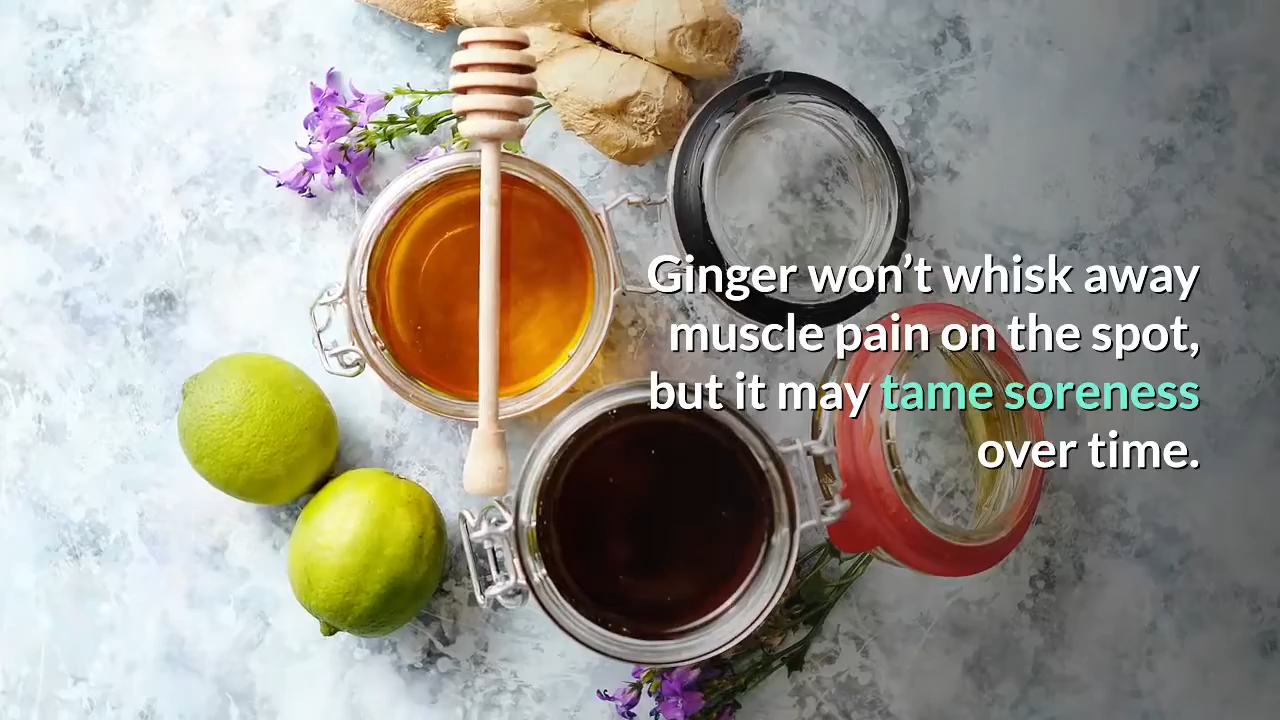 Ginger won’t whisk away
muscle pain on the spot,
but it may tame soreness
over time.